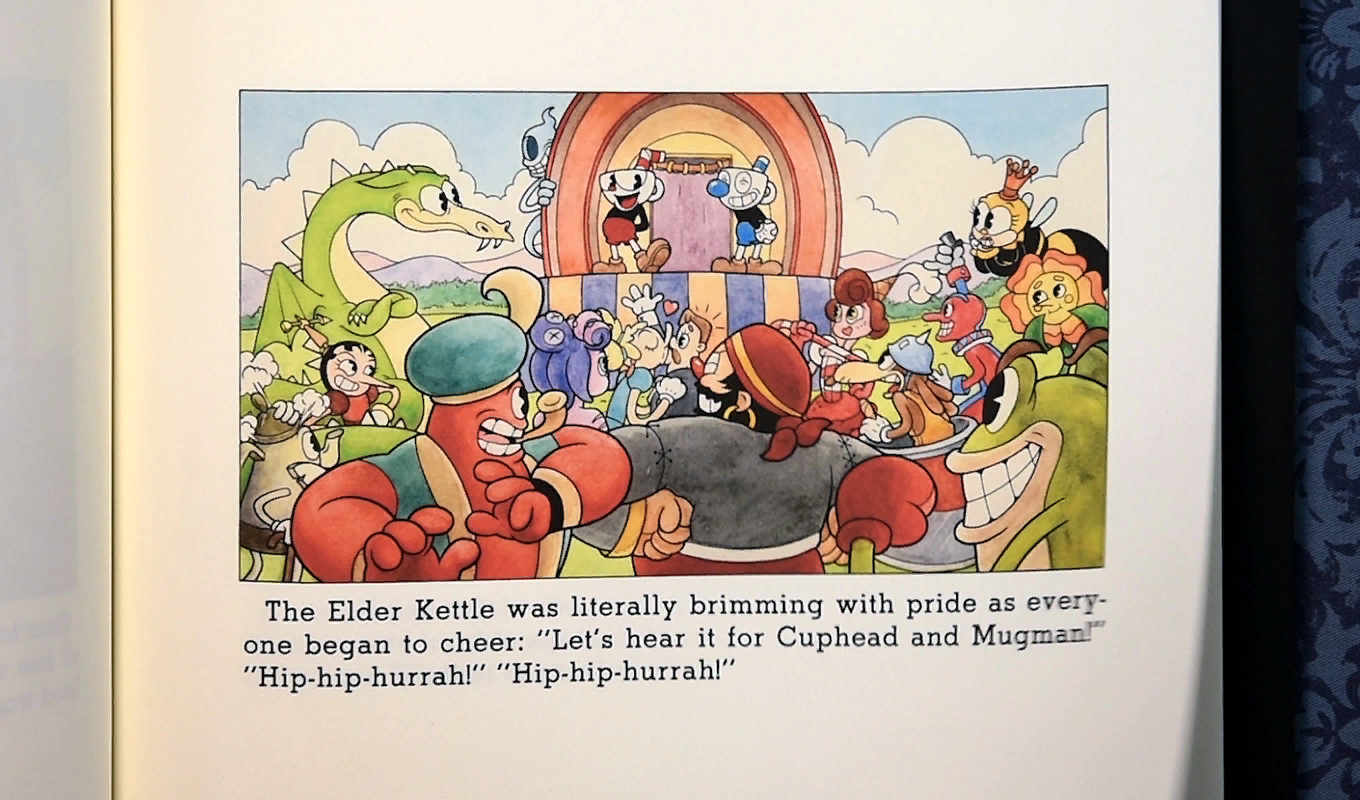 The Elder Kettle was literally brimming with pride as every-
one began to cheer: "Let's hear it for Cuphead and Mugman!"
"Hip-hip-hurrah!" "Hip-hip-hurrah!"